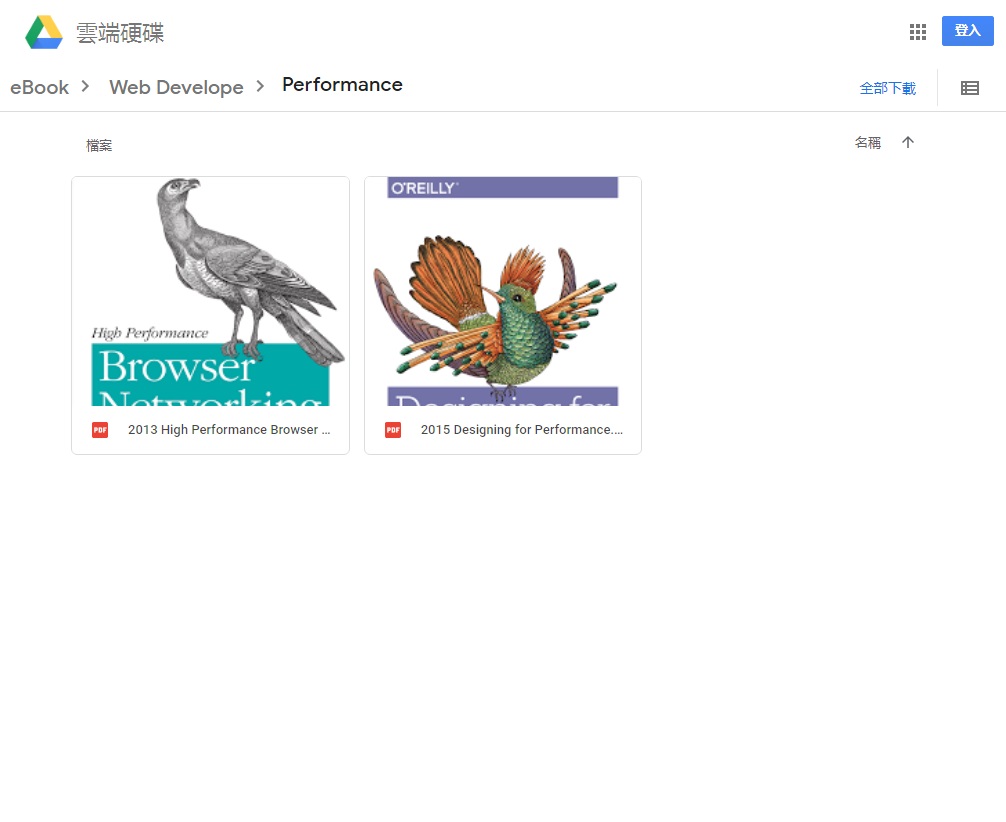 雲端硬碟
登入
eBook > Web Develope > Performance
全部下載
檔案
名稱
High Performance
Browser
Networking
PDF 2013 High Performance Browser ...
O'REILLY
Designing for
PDF 2015 Designing for Performance....